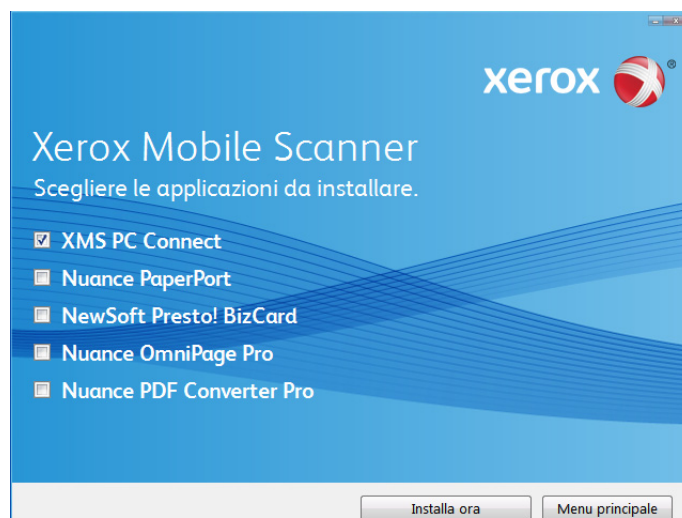 xerox ®
Xerox Mobile Scanner
Scegliere le applicazioni da installare.
XMS PC Connect
Nuance PaperPort
NewSoft Presto! BizCard
Nuance OmniPage Pro
Nuance PDF Converter Pro
Installa ora Menu principale